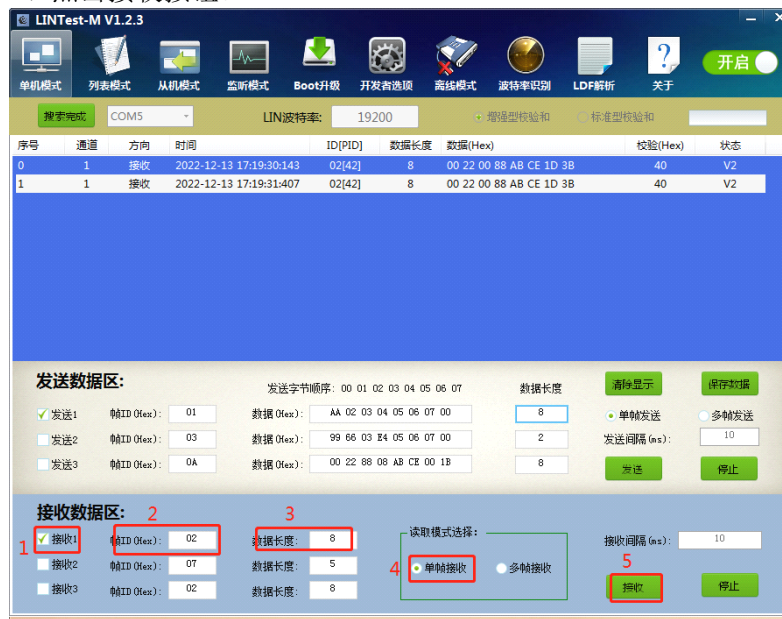 LINTest-M V1.2.3
单机模式 列表模式 从机模式 监听模式 Boot升级 开发者选项 离线模式 波特率识别 LDF解析 关于 开启
搜索完成 COM5 LIN波特率: 19200 增强型校验和 标准型校验和
序号 通道 方向 时间 ID[PID] 数据长度 数据(Hex) 校验(Hex) 状态
0 1 接收 2022-12-13 17:19:30:143 02[42] 8 00 22 00 88 AB CE 1D 3B 40 V2
1 1 接收 2022-12-13 17:19:31:407 02[42] 8 00 22 00 88 AB CE 1D 3B 40 V2
发送数据区: 发送字节顺序: 00 01 02 03 04 05 06 07 数据长度 清除显示 保存数据
发送1 帧ID(Hex): 01 数据(Hex): AA 02 03 04 05 06 07 00 8 单帧发送 多帧发送
发送2 帧ID(Hex): 03 数据(Hex): 99 66 03 E4 05 06 07 00 2 发送间隔(ms): 10
发送3 帧ID(Hex): 0A 数据(Hex): 00 22 88 08 AB CE 00 1B 8 发送 停止
接收数据区: 2 3
1 接收1 帧ID(Hex): 02 数据长度: 8 读取模式选择: 接收间隔(ms): 10
接收2 帧ID(Hex): 07 数据长度: 5 4 单帧接收 多帧接收 5
接收3 帧ID(Hex): 02 数据长度: 8 接收 停止